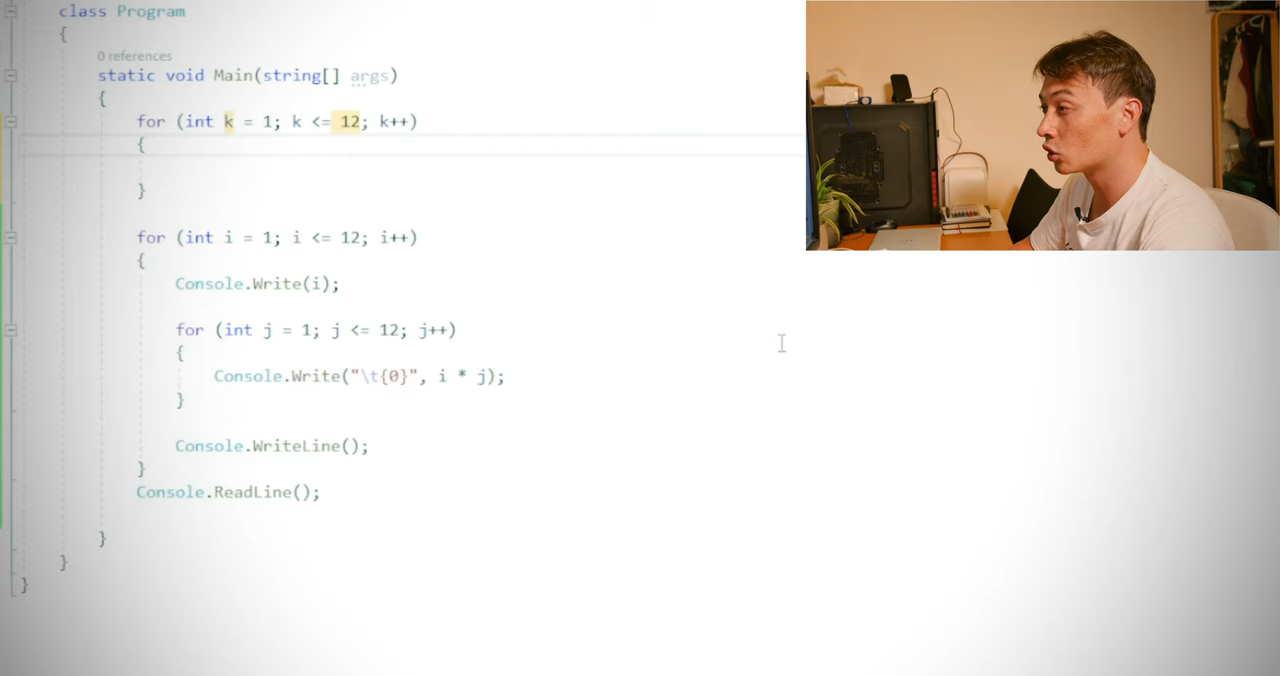 class Program
{
0 references
static void Main(string[] args)
{
for (int k = 1; k <= 12; k++)
{
}
for (int i = 1; i <= 12; i++)
{
Console.Write(i);
for (int j = 1; j <= 12; j++)
{
Console.Write("\t{0}", i * j);
}
Console.WriteLine();
}
Console.ReadLine();
}
}
}